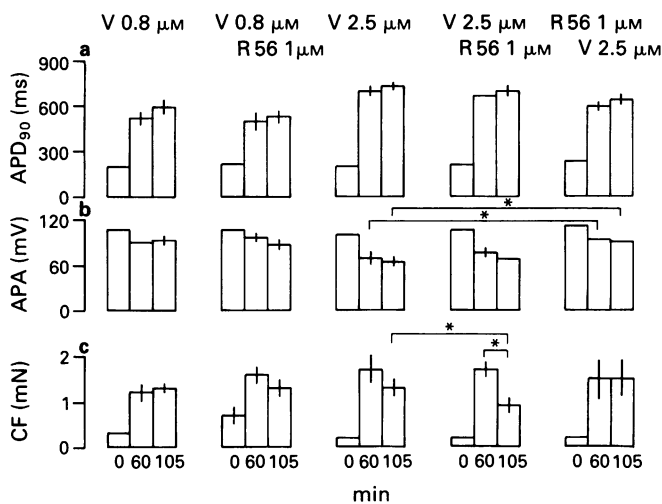 V 0.8 µM V 0.8 µM V 2.5 µM V 2.5 µM R 56 1 µM
R 56 1 µM R 56 1 µM V 2.5 µM
a
900
600
300
0
APD90 (ms)
b
120
60
0
APA (mV)
* *
c
2
1
0
CF (mN)
* *
0 60 105 0 60 105 0 60 105 0 60 105 0 60 105
min